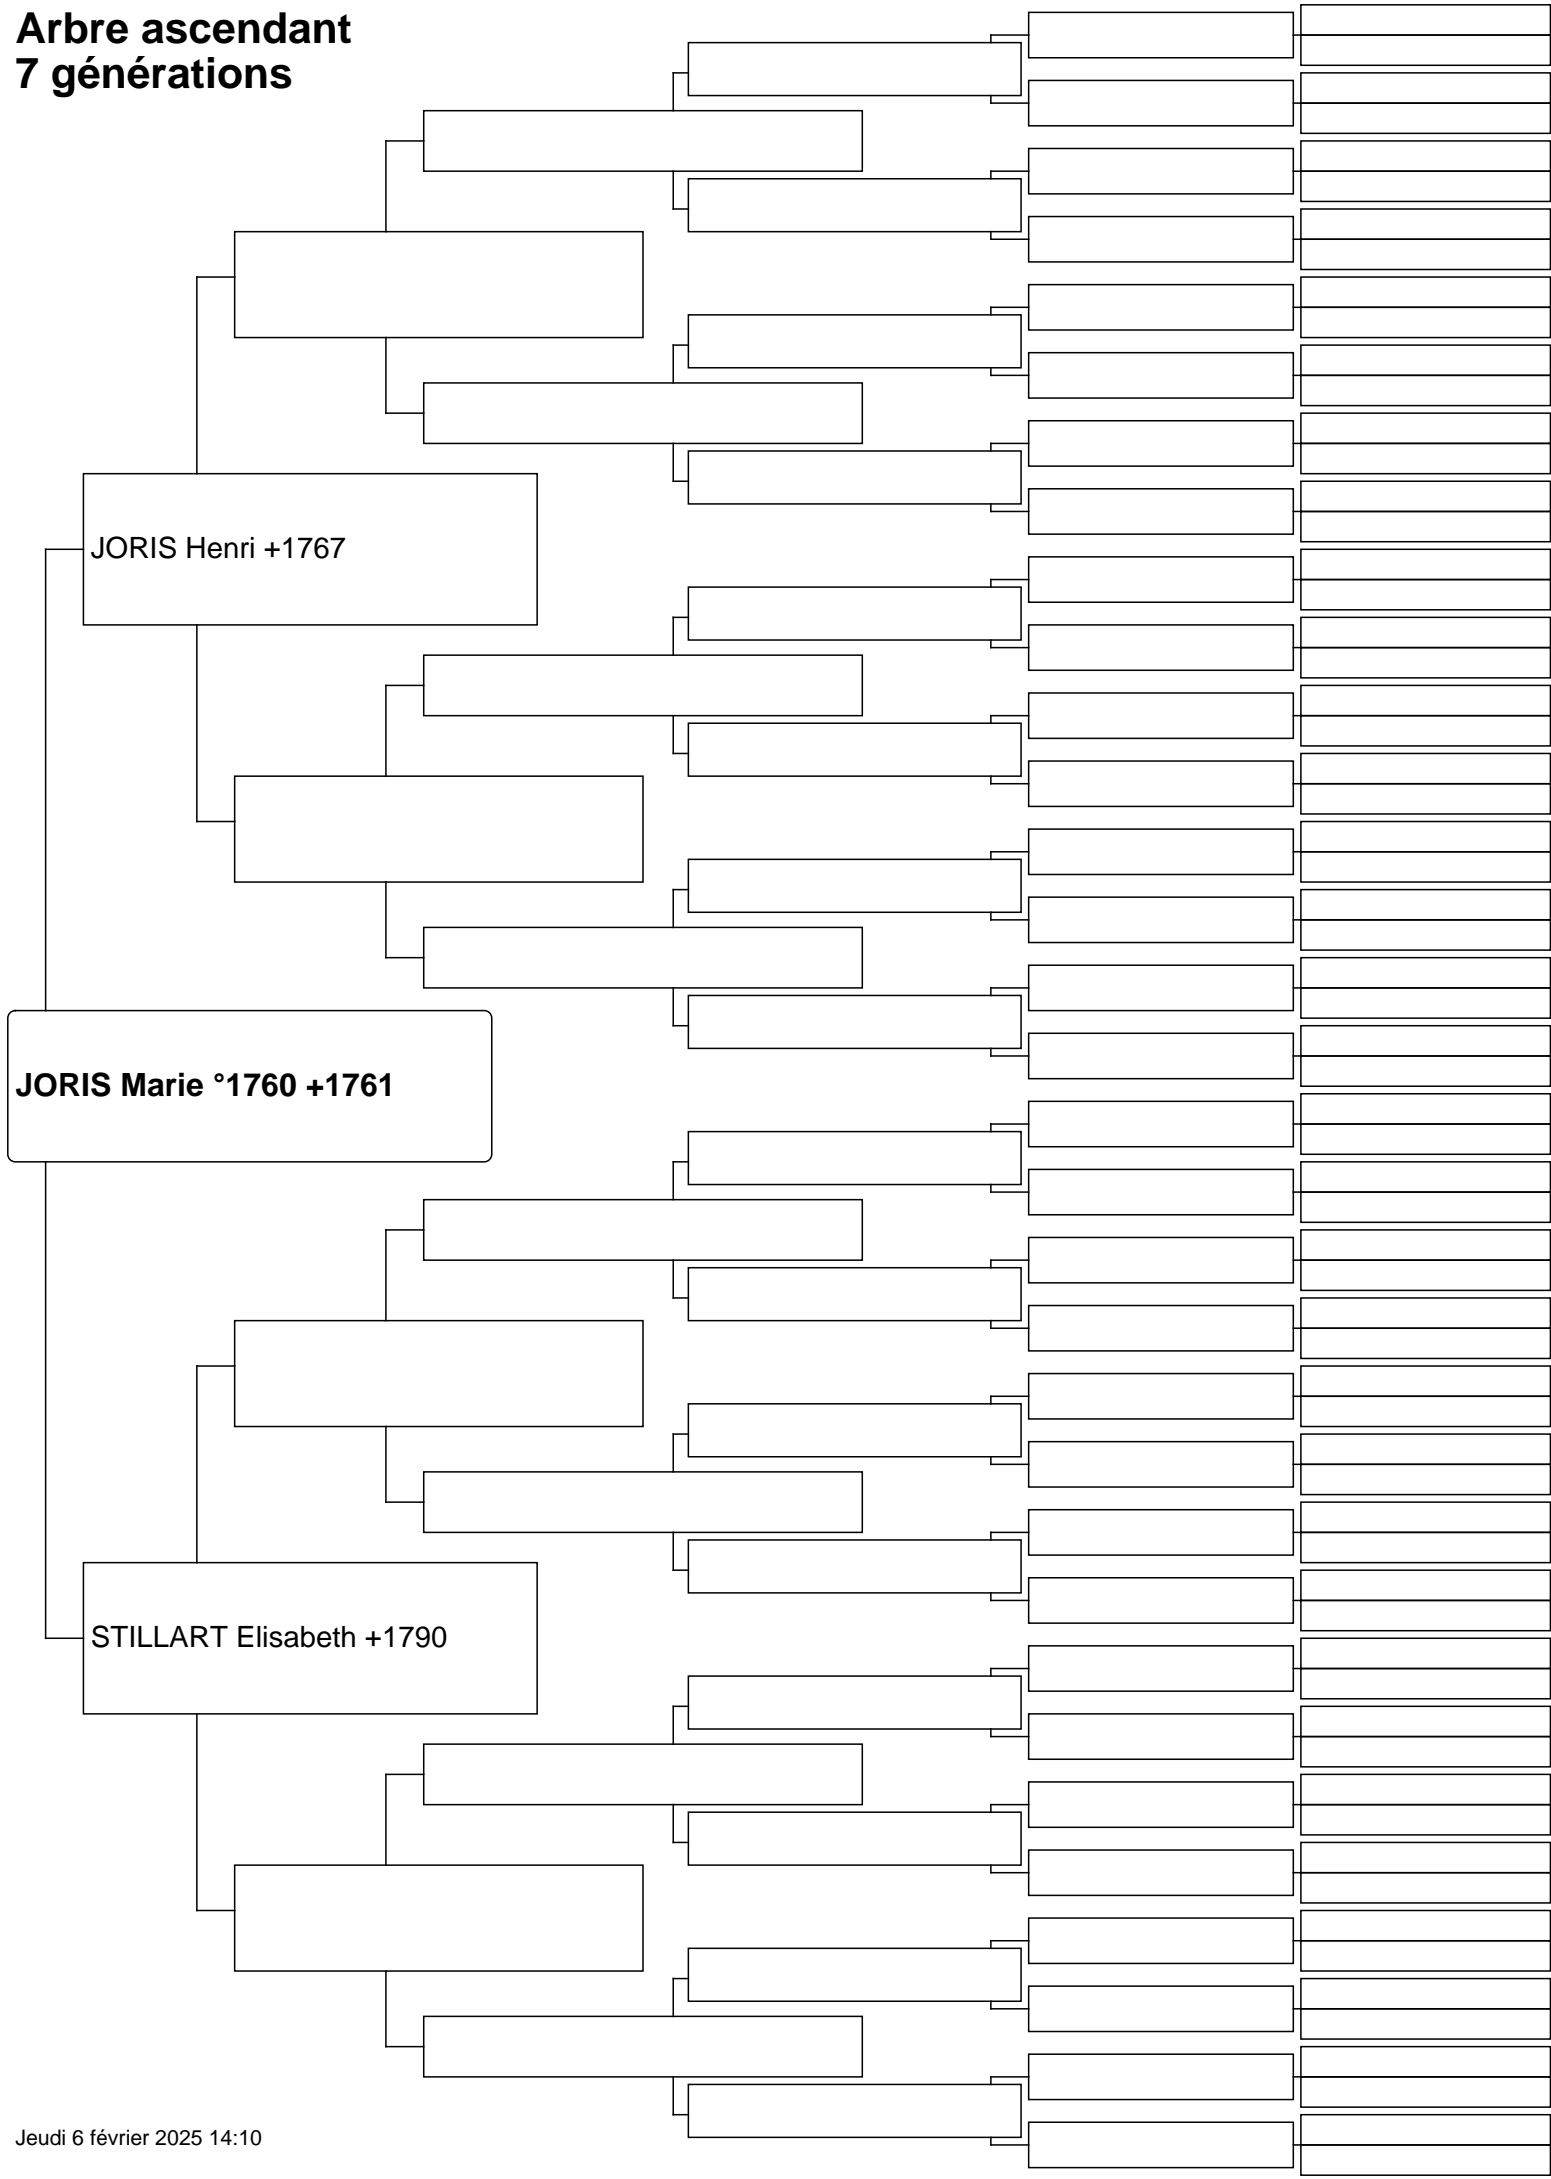 Arbre ascendant
7 générations
JORIS Henri +1767
JORIS Marie °1760 +1761
STILLART Elisabeth +1790
Jeudi 6 février 2025 14:10